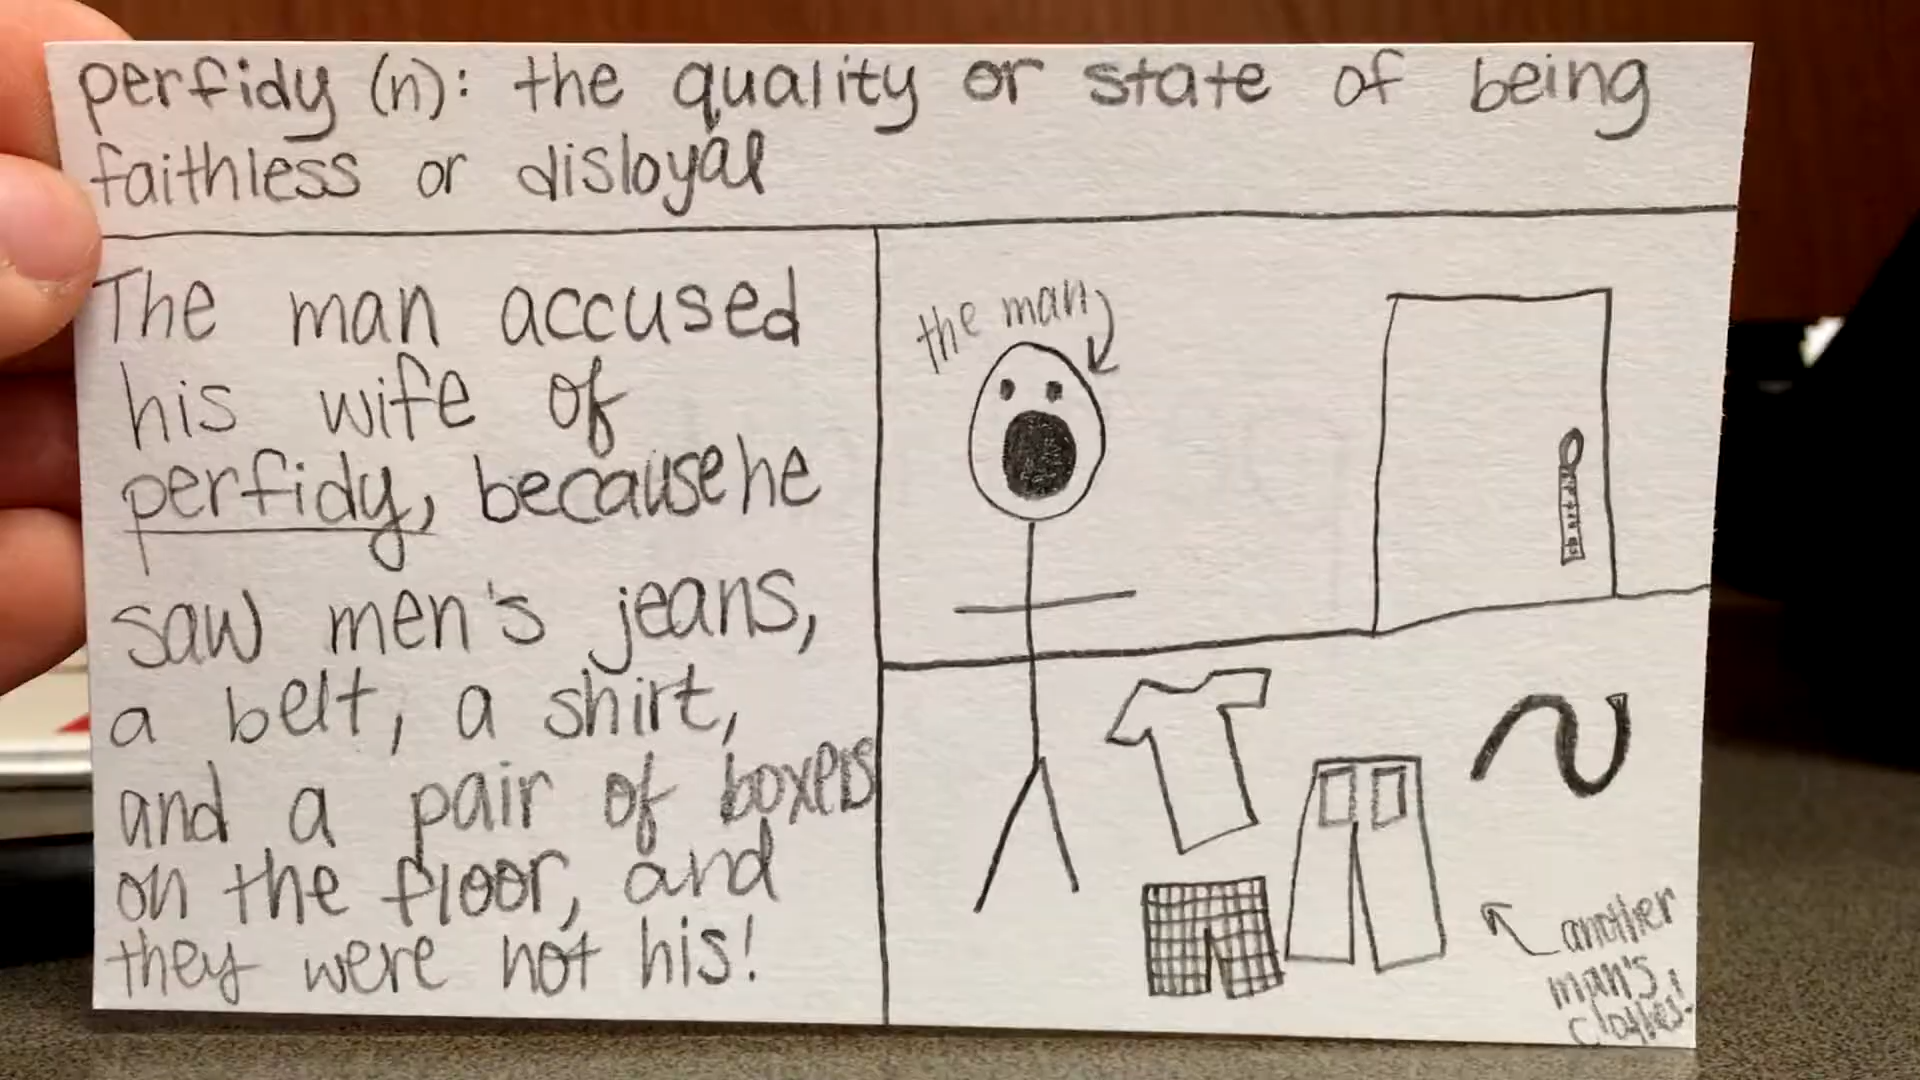 perfidy (n): the quality or state of being
faithless or disloyal
The man accused
his wife of
perfidy, because he
saw men's jeans,
a belt, a shirt,
and a pair of boxers
on the floor, and
they were not his!
the man
another
man's
clothes!